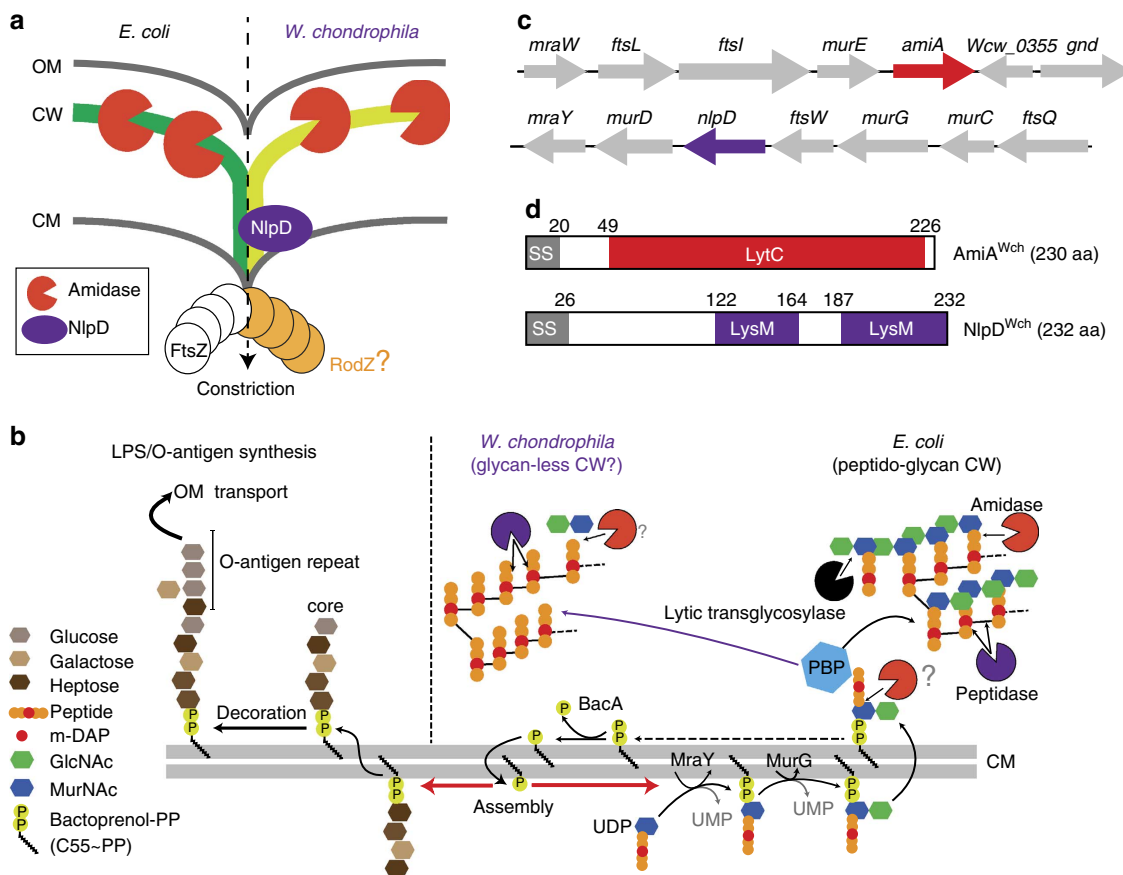 a
E. coli
W. chondrophila
OM
CW
CM
NlpD
Amidase
NlpD
FtsZ
RodZ?
Constriction
c
mraW ftsL ftsI murE amiA Wcw_0355 gnd
mraY murD nlpD ftsW murG murC ftsQ
d
20 49 226
SS LytC AmiA^Wch (230 aa)
26 122 164 187 232
SS LysM LysM NlpD^Wch (232 aa)
b
LPS/O-antigen synthesis
OM transport
O-antigen repeat
core
Glucose
Galactose
Heptose
Peptide
m-DAP
GlcNAc
MurNAc
P
P
Bactoprenol-PP
(C55~PP)
P
P
Decoration
P
P
P
P
W. chondrophila
(glycan-less CW?)
?
E. coli
(peptido-glycan CW)
Amidase
Lytic transglycosylase
PBP
Peptidase
?
P
BacA
P
P
P
P
P
CM
P
Assembly
MraY
MurG
UDP
UMP
P
P
UMP
P
P